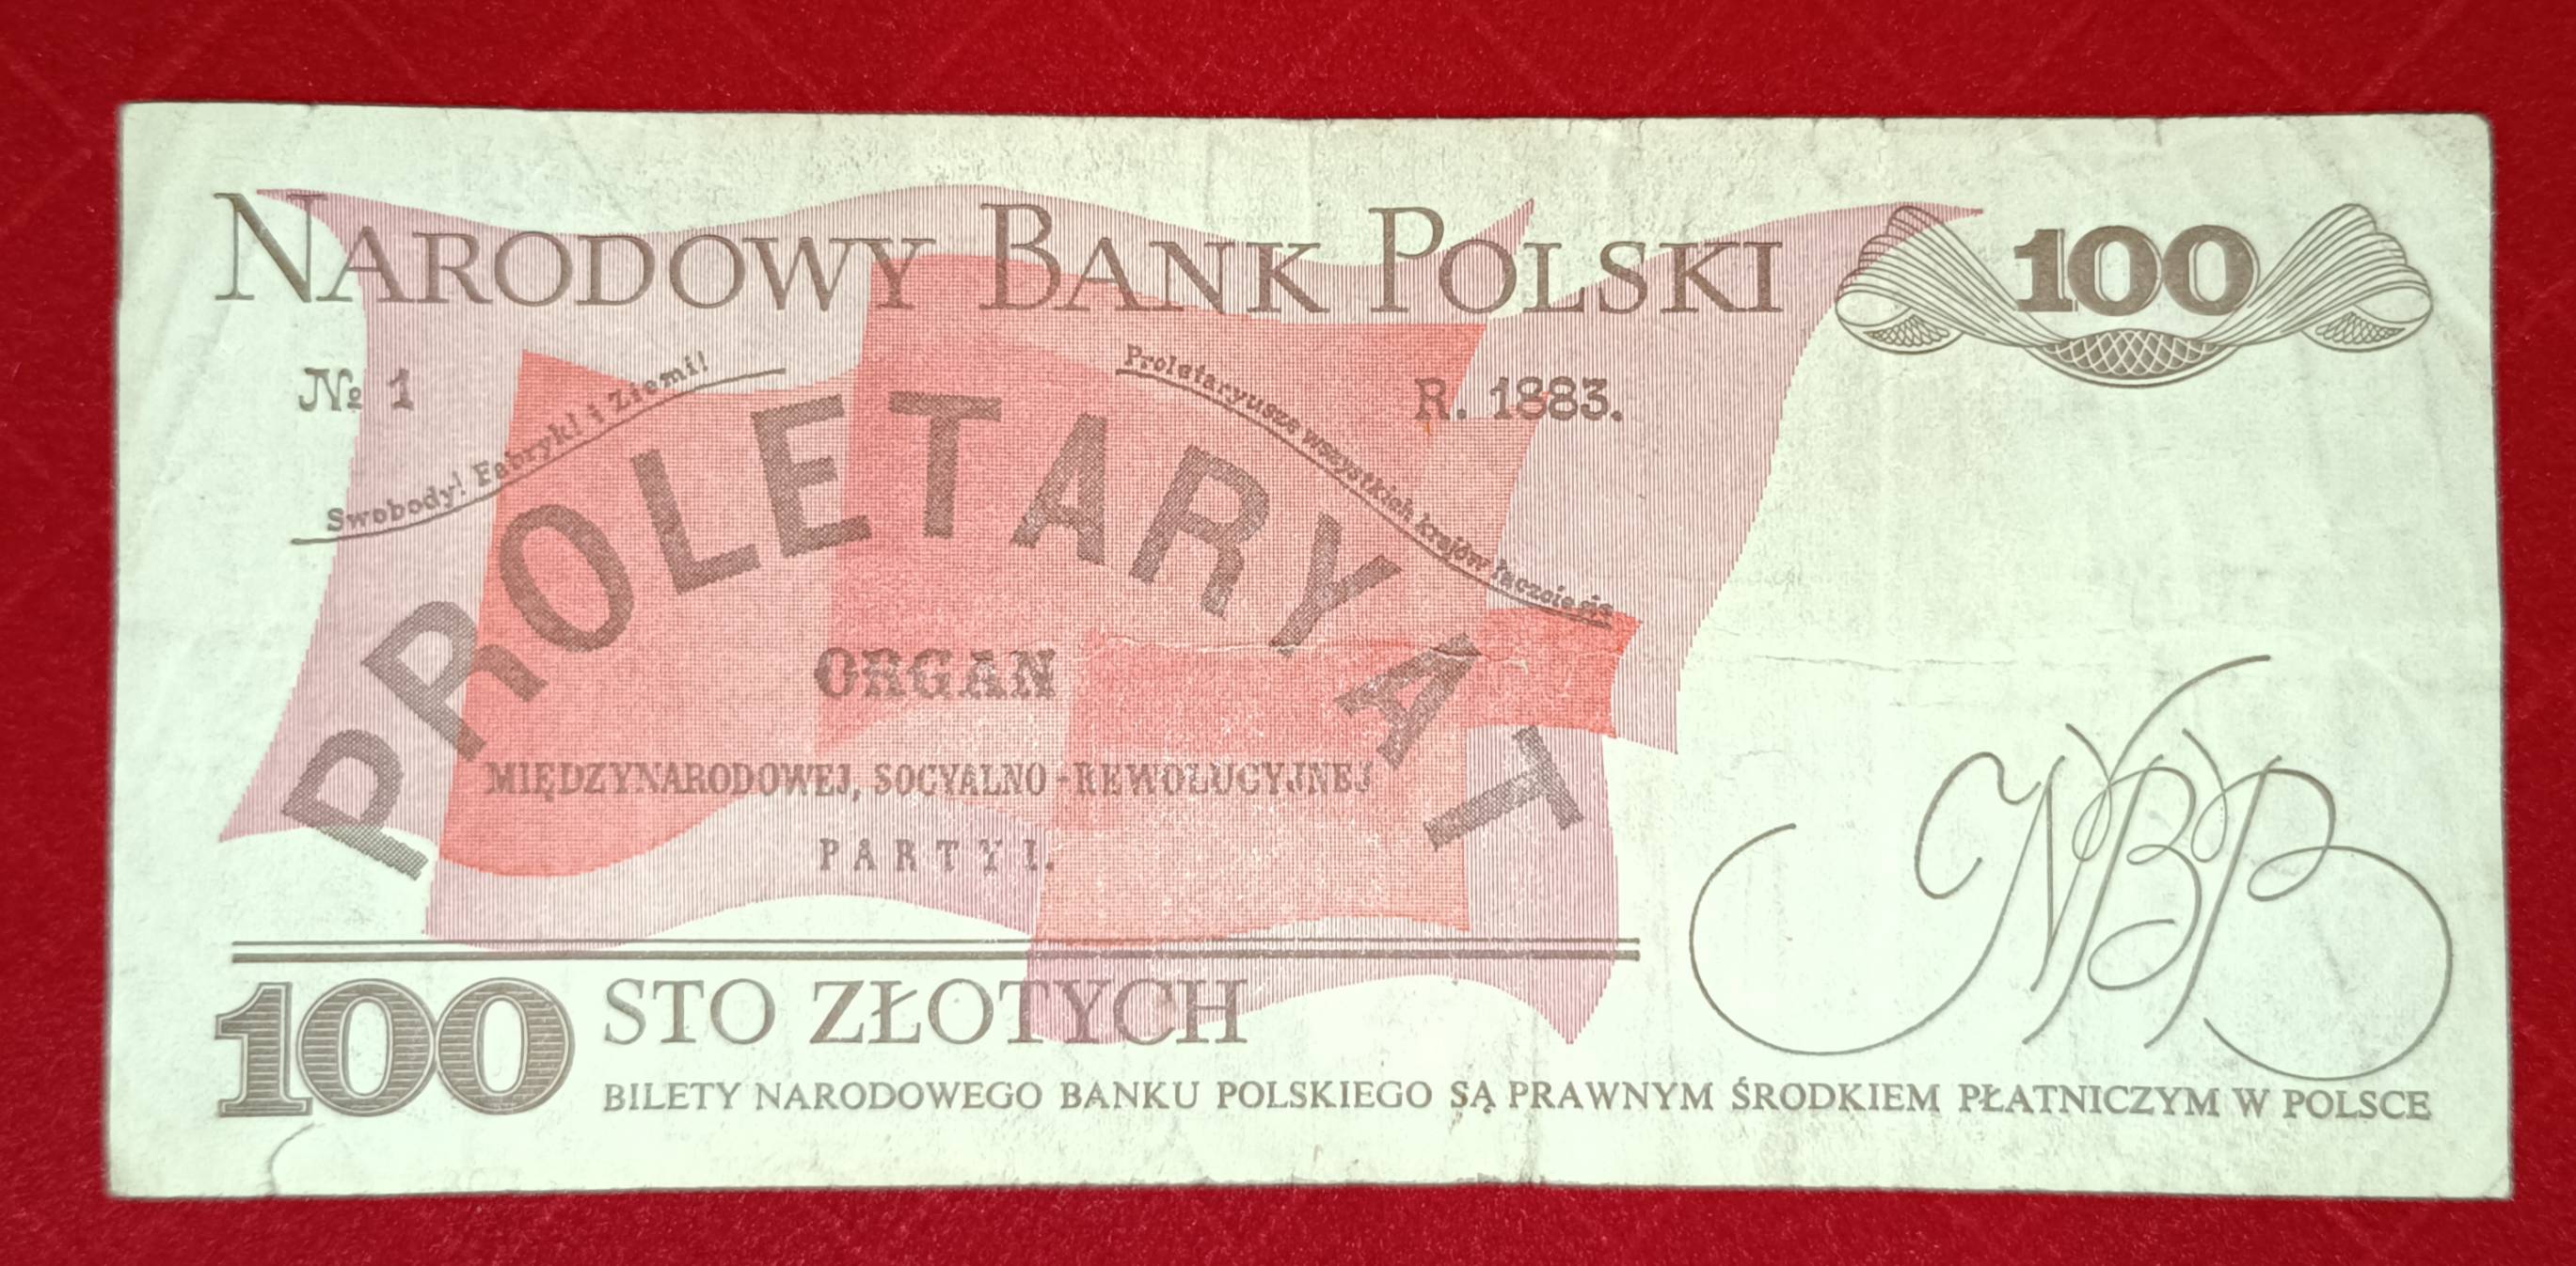 NARODOWY BANK POLSKI
100
№ 1
R. 1883.
Swobody! Fabryk! i Ziemi!
Proletaryusze wszystkich krajów łączcie się
PROLETARYAT
ORGAN
MIĘDZYNARODOWEJ, SOCYALNO-REWOLUCYJNEJ
PARTYI.
NBP
100
STO ZŁOTYCH
BILETY NARODOWEGO BANKU POLSKIEGO SĄ PRAWNYM ŚRODKIEM PŁATNICZYM W POLSCE